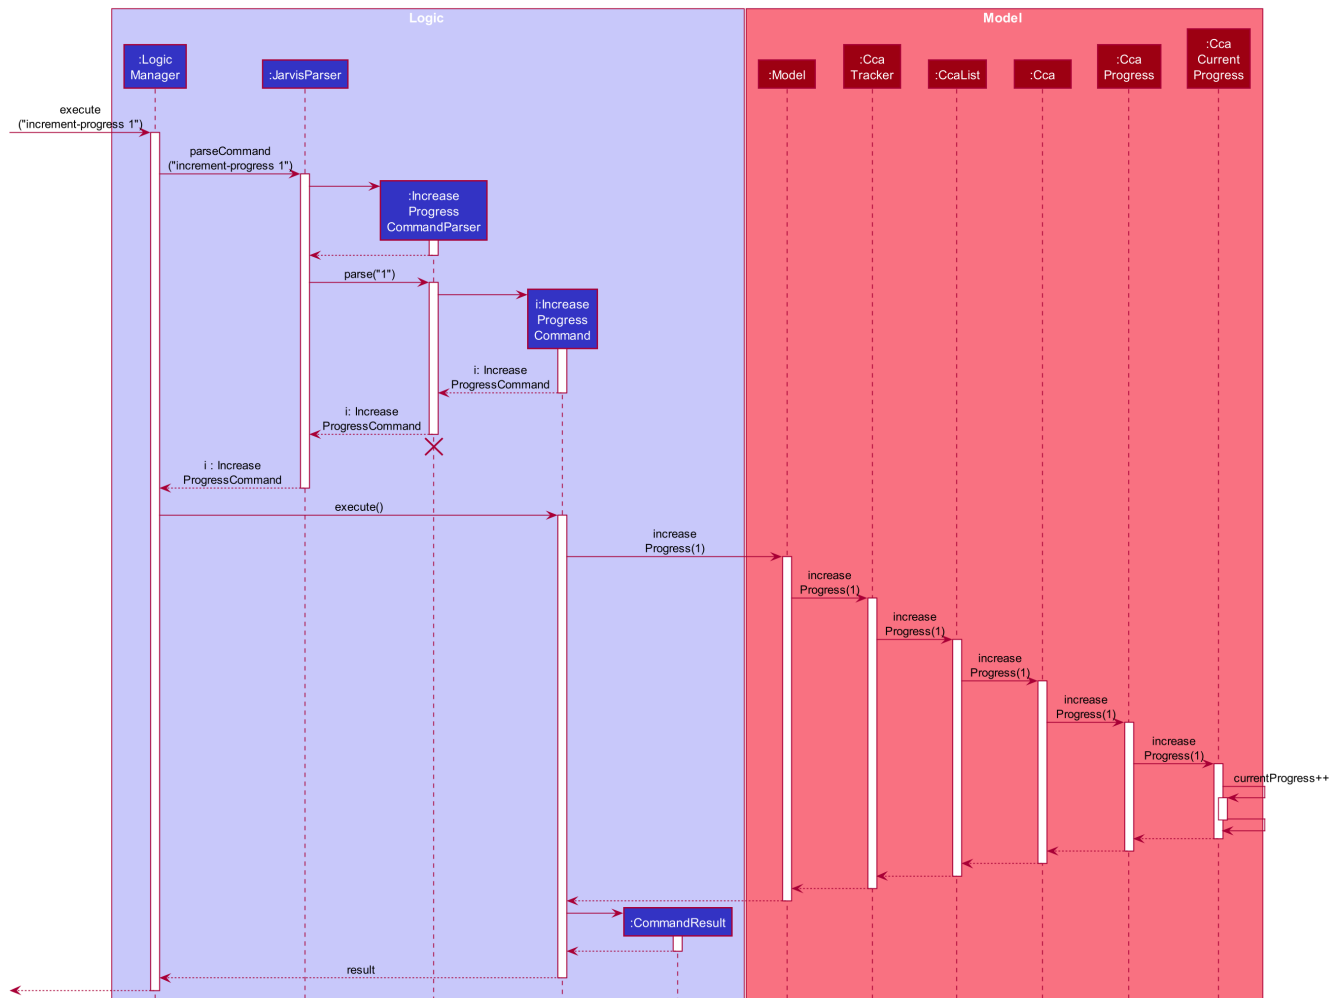 Logic
Model
:Logic
Manager
:JarvisParser
:Model
:Cca
Tracker
:CcaList
:Cca
:Cca
Progress
:Cca
Current
Progress
execute
("increment-progress 1")
parseCommand
("increment-progress 1")
:Increase
Progress
CommandParser
parse("1")
i:Increase
Progress
Command
i: Increase
ProgressCommand
i: Increase
ProgressCommand
i : Increase
ProgressCommand
execute()
increase
Progress(1)
increase
Progress(1)
increase
Progress(1)
increase
Progress(1)
increase
Progress(1)
increase
Progress(1)
currentProgress++
:CommandResult
result